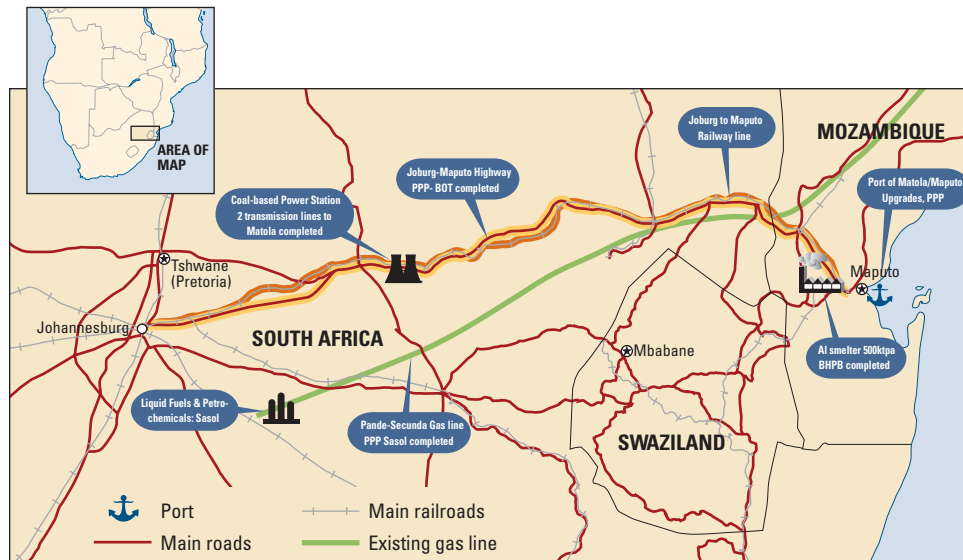 AREA OF
MAP
MOZAMBIQUE
Joburg to Maputo
Railway line
Joburg-Maputo Highway
PPP- BOT completed
Port of Matola/Maputo
Upgrades, PPP
Coal-based Power Station
2 transmission lines to
Matola completed
Tshwane
(Pretoria)
Maputo
Johannesburg
SOUTH AFRICA
Mbabane
Al smelter 500ktpa
BHPB completed
Liquid Fuels & Petro-
chemicals: Sasol
Pande-Secunda Gas line
PPP Sasol completed
SWAZILAND
Port
Main railroads
Main roads
Existing gas line